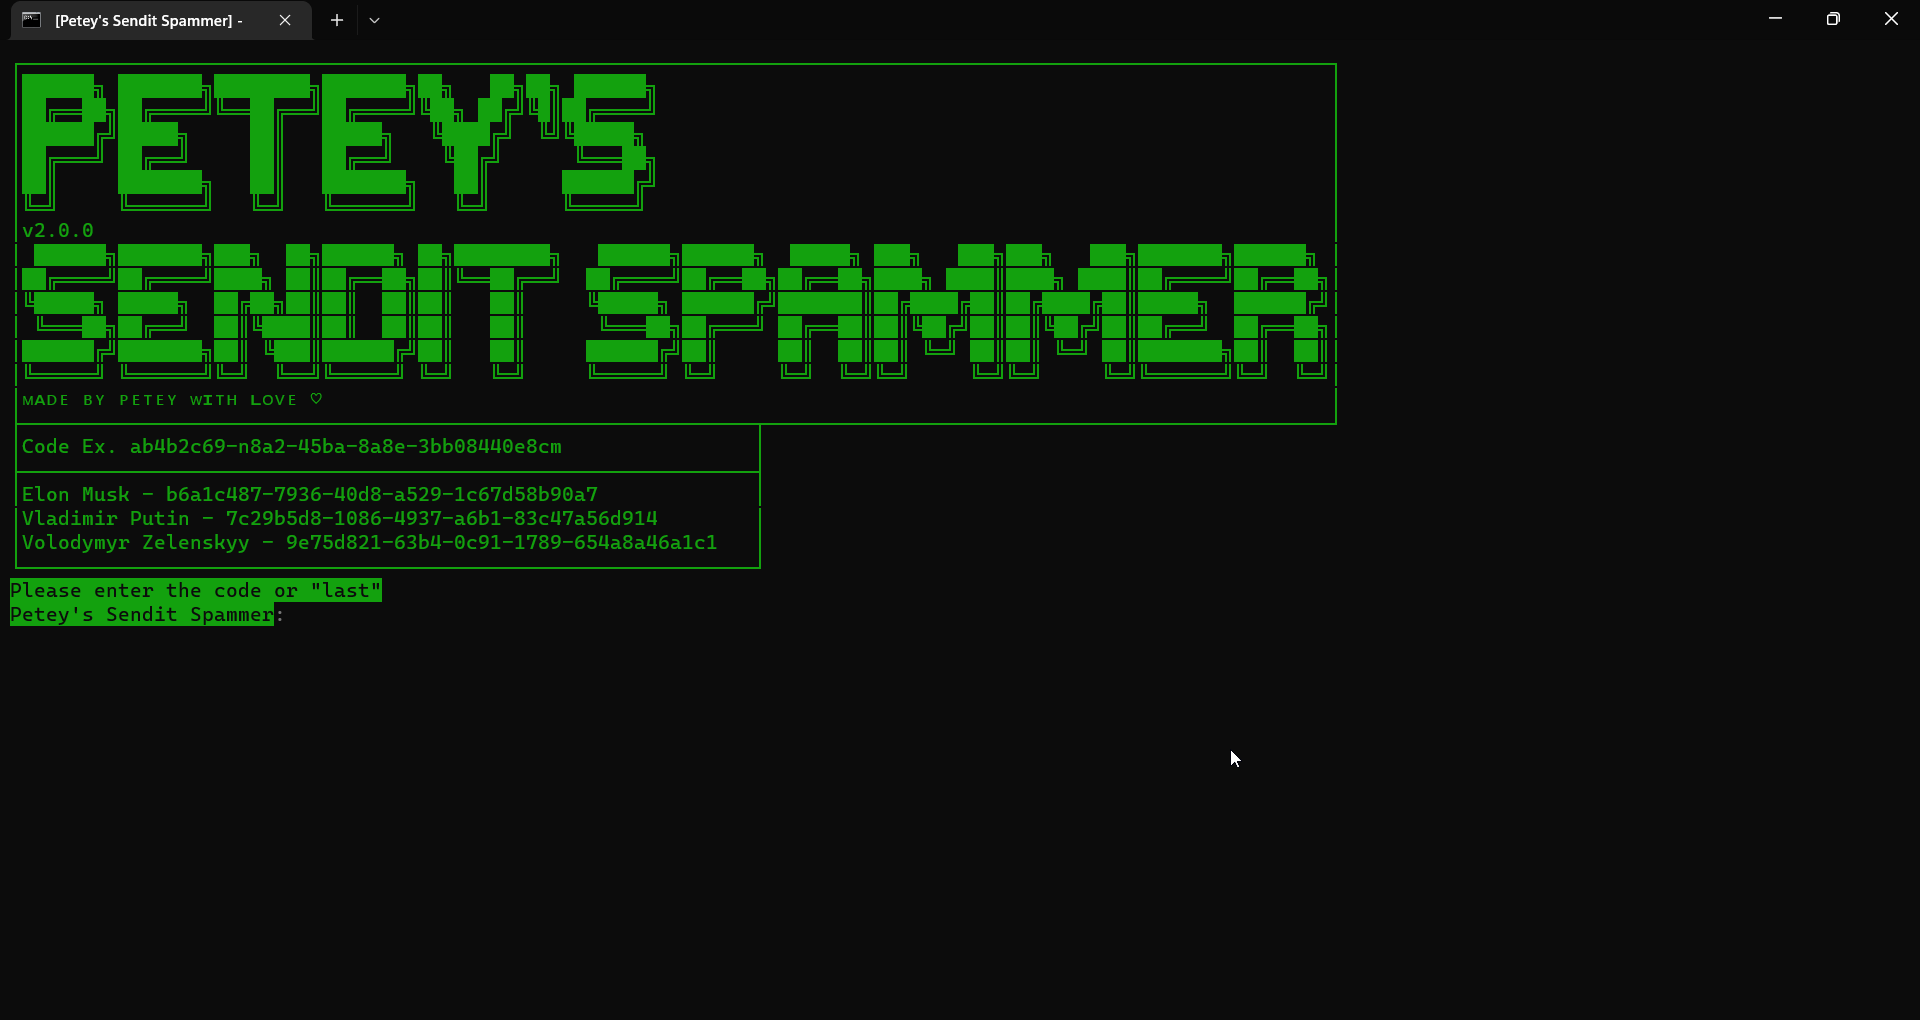 [Petey's Sendit Spammer] -
PETEY'S
v2.0.0
SENDIT SPAMMER
MADE BY PETEY WITH LOVE ♡
Code Ex. ab4b2c69-n8a2-45ba-8a8e-3bb08440e8cm
Elon Musk - b6a1c487-7936-40d8-a529-1c67d58b90a7
Vladimir Putin - 7c29b5d8-1086-4937-a6b1-83c47a56d914
Volodymyr Zelenskyy - 9e75d821-63b4-0c91-1789-654a8a46a1c1
Please enter the code or "last"
Petey's Sendit Spammer: